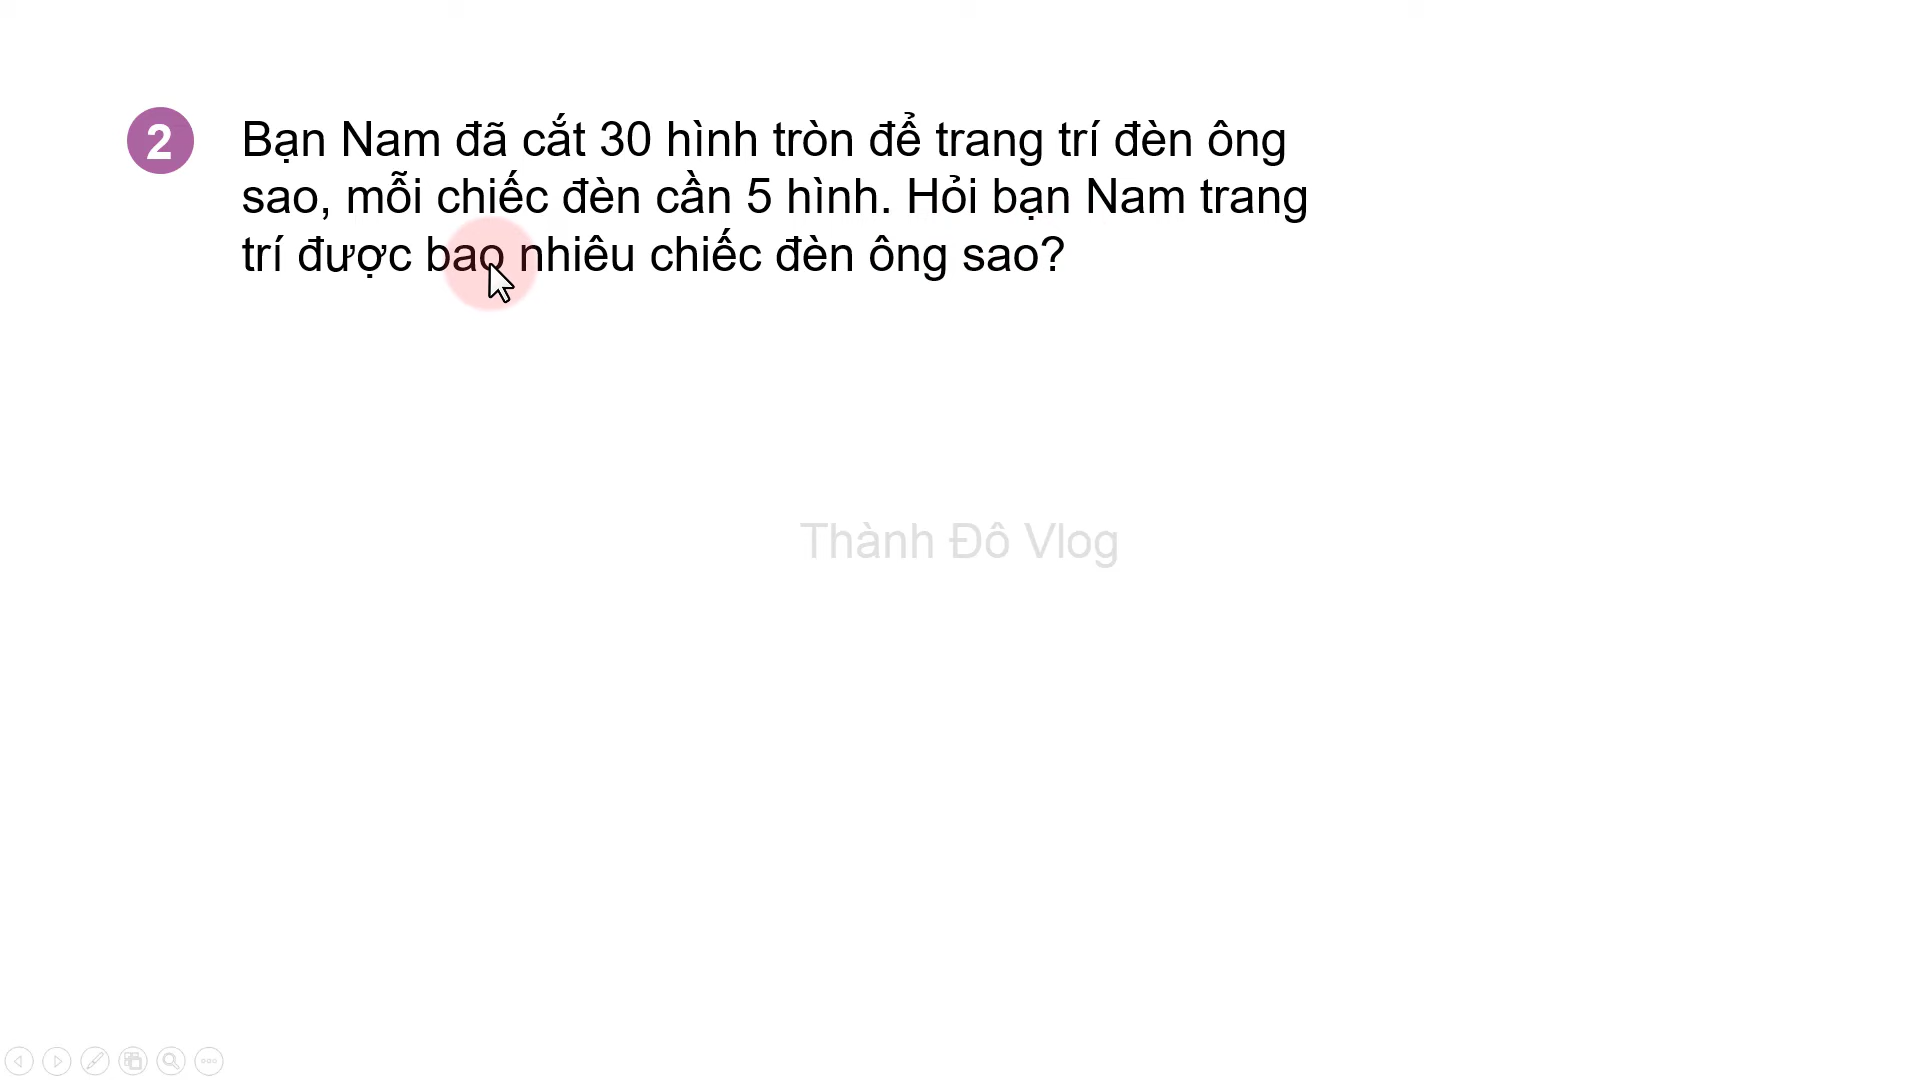 2
Bạn Nam đã cắt 30 hình tròn để trang trí đèn ông
sao, mỗi chiếc đèn cần 5 hình. Hỏi bạn Nam trang
trí được bao nhiêu chiếc đèn ông sao?
Thành Đô Vlog